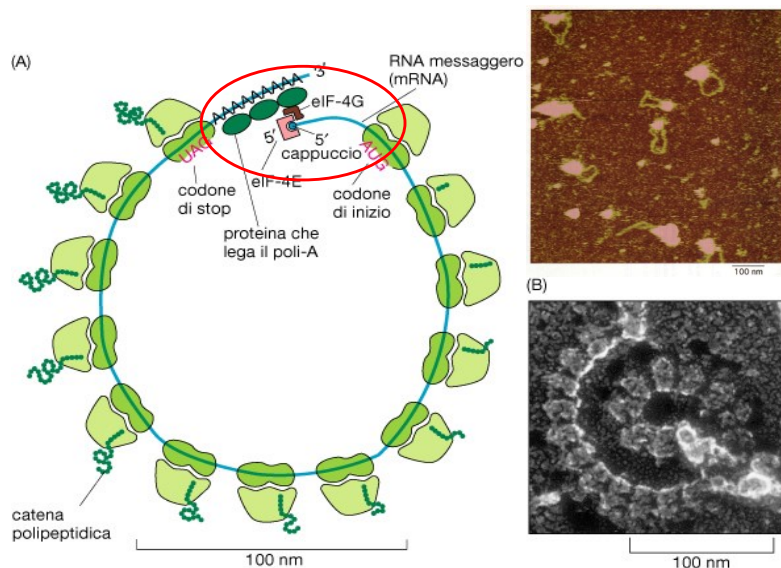 (A)
3′
AAAAAAAAA
RNA messaggero
(mRNA)
eIF-4G
5′
5′
cappuccio
UAG
AUG
eIF-4E
codone
di stop
codone
di inizio
proteina che
lega il poli-A
catena
polipeptidica
100 nm
100 nm
(B)
100 nm